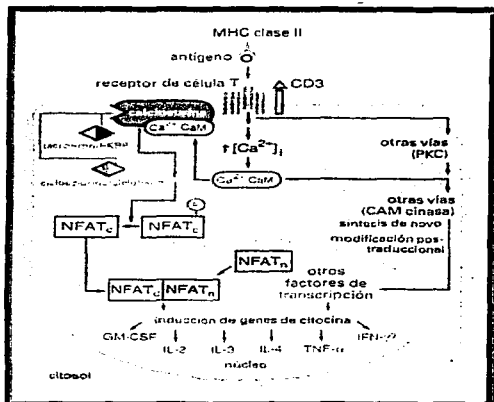 MHC clase II
antígeno
receptor de célula T
CD3
Ca²⁺ CaM
↑[Ca²⁺]i
otras vías
(PKC)
Ca²⁺ CaM
otras vías
(CAM cinasa)
síntesis de novo
modificación pos-
traduccional
NFATc
NFATc
NFATn
NFATc NFATn
otros
factores de
transcripción
inducción de genes de citocina
GM-CSF
IL-2
IL-3
IL-4
TNF-α
IFN-γ?
núcleo
citosol